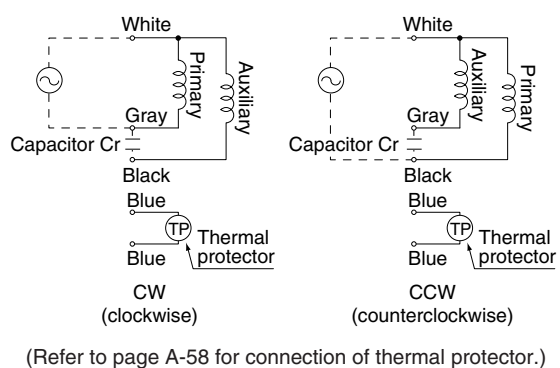 White
Primary
Auxiliary
Gray
Capacitor Cr
Black
Blue
TP
Thermal
protector
Blue
CW
(clockwise)
White
Auxiliary
Primary
Gray
Capacitor Cr
Black
Blue
TP
Thermal
protector
Blue
CCW
(counterclockwise)
(Refer to page A-58 for connection of thermal protector.)